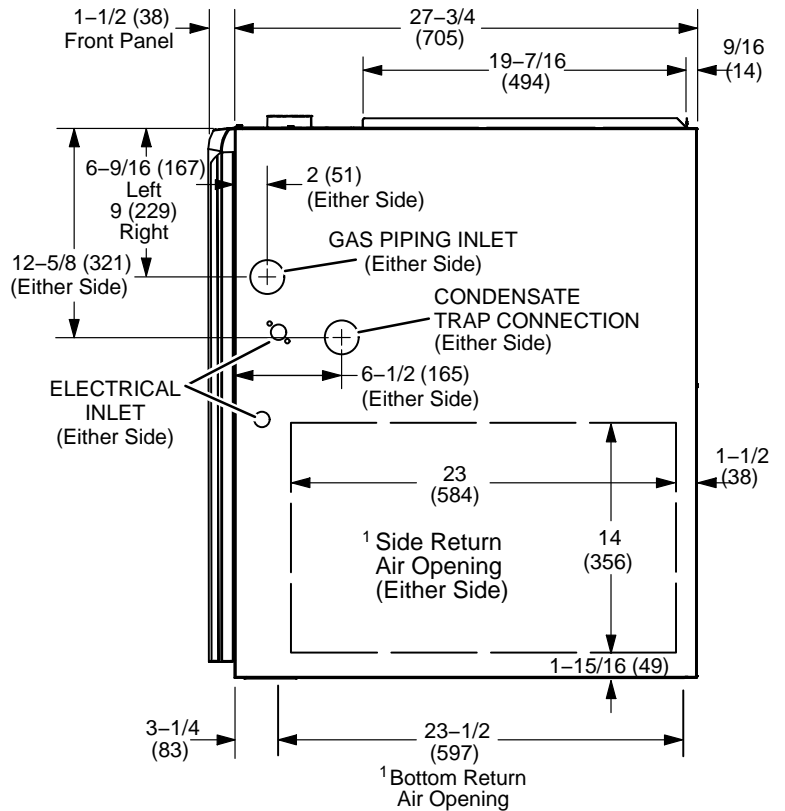 1–1/2 (38)
Front Panel
27–3/4
(705)
9/16
(14)
19–7/16
(494)
6–9/16 (167)
Left
9 (229)
Right
2 (51)
(Either Side)
12–5/8 (321)
(Either Side)
GAS PIPING INLET
(Either Side)
CONDENSATE
TRAP CONNECTION
(Either Side)
ELECTRICAL
INLET
(Either Side)
6–1/2 (165)
(Either Side)
23
(584)
1–1/2
(38)
1 Side Return
Air Opening
(Either Side)
14
(356)
1–15/16 (49)
3–1/4
(83)
23–1/2
(597)
1 Bottom Return
Air Opening